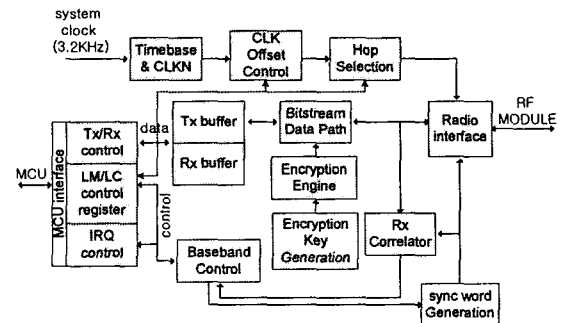 system
clock
(3.2KHz)
Timebase
& CLKN
CLK
Offset
Control
Hop
Selection
Tx/Rx
control
data
Tx buffer
Rx buffer
Bitstream
Data Path
Radio
interface
RF
MODULE
MCU
MCU interface
LM/LC
control
register
IRQ
control
control
Encryption
Engine
Encryption
Key
Generation
Rx
Correlator
Baseband
Control
sync word
Generation